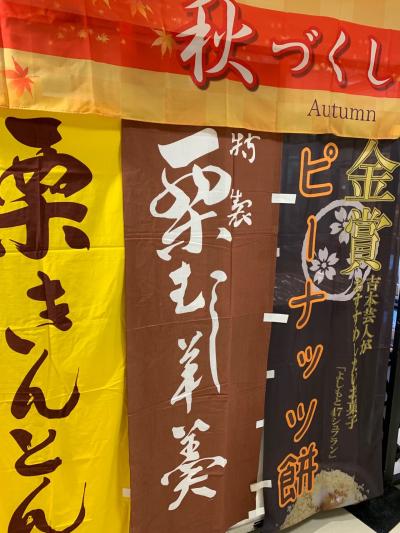 秋づくし
Autumn
金賞
吉本芸人が
おすすめしたいお菓子
「よしもと47シュフラン」
ピーナッツ餅
特製
栗むし羊羹
栗きんとん